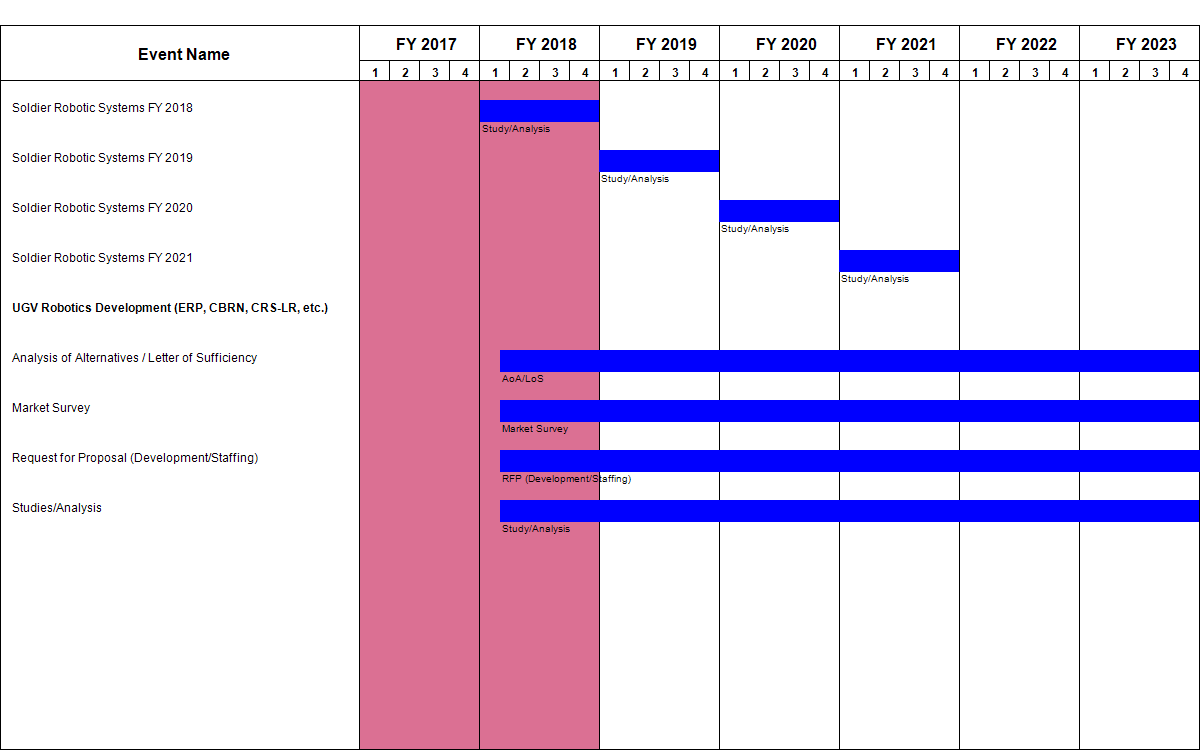 Event Name
FY 2017 FY 2018 FY 2019 FY 2020 FY 2021 FY 2022 FY 2023
1 2 3 4 1 2 3 4 1 2 3 4 1 2 3 4 1 2 3 4 1 2 3 4 1 2 3 4
Soldier Robotic Systems FY 2018
Study/Analysis
Soldier Robotic Systems FY 2019
Study/Analysis
Soldier Robotic Systems FY 2020
Study/Analysis
Soldier Robotic Systems FY 2021
Study/Analysis
UGV Robotics Development (ERP, CBRN, CRS-LR, etc.)
Analysis of Alternatives / Letter of Sufficiency
AoA/LoS
Market Survey
Market Survey
Request for Proposal (Development/Staffing)
RFP (Development/Staffing)
Studies/Analysis
Study/Analysis